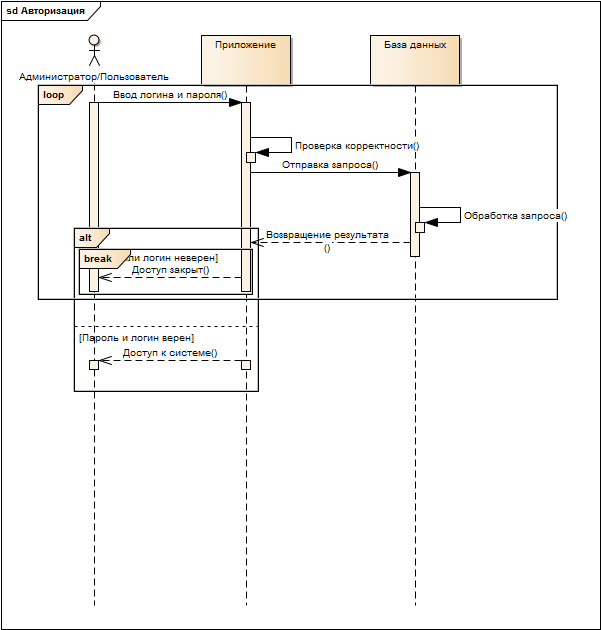 sd Авторизация
Приложение
База данных
Администратор/Пользователь
loop
Ввод логина и пароля()
Проверка корректности()
Отправка запроса()
Обработка запроса()
Возвращение результата
()
alt
break
или логин неверен]
Доступ закрыт()
[Пароль и логин верен]
Доступ к системе()